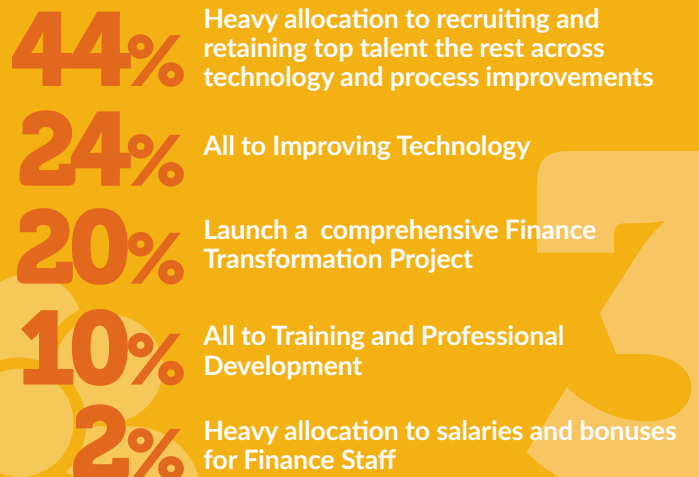 44%
Heavy allocation to recruiting and
retaining top talent the rest across
technology and process improvements
24%
All to Improving Technology
20%
Launch a  comprehensive Finance
Transformation Project
10%
All to Training and Professional
Development
2%
Heavy allocation to salaries and bonuses
for Finance Staff
3